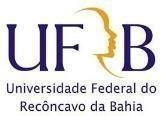 UFRB
Universidade Federal do
Recôncavo da Bahia